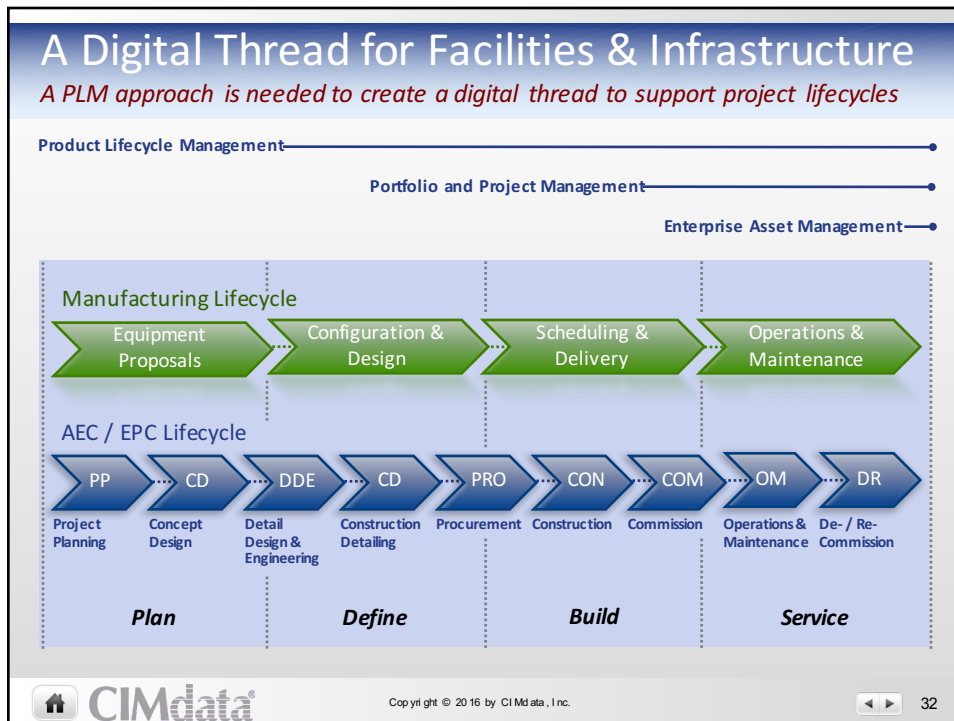 A Digital Thread for Facilities & Infrastructure
A PLM approach is needed to create a digital thread to support project lifecycles
Product Lifecycle Management
Portfolio and Project Management
Enterprise Asset Management
Manufacturing Lifecycle
Equipment
Proposals
Configuration &
Design
Scheduling &
Delivery
Operations &
Maintenance
AEC / EPC Lifecycle
PP
CD
DDE
CD
PRO
CON
COM
OM
DR
Project
Planning
Concept
Design
Detail
Design &
Engineering
Construction
Detailing
Procurement
Construction
Commission
Operations &
Maintenance
De- / Re-
Commission
Plan
Define
Build
Service
CIMdata®
Copyright © 2016 by CIMdata, Inc.
32